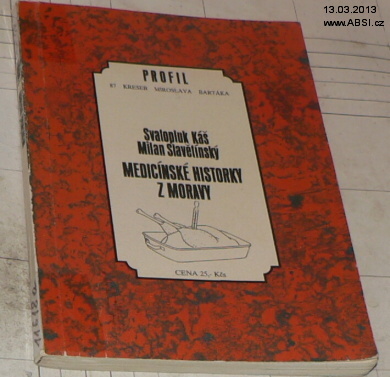 13.03.2013
www.ABSI.cz
PROFIL
87 KRESEB MIROSLAVA BARTÁKA
Svatopluk Káš
Milan Slavětínský
MEDICÍNSKÉ HISTORKY
Z MORAVY
CENA 25,- Kčs